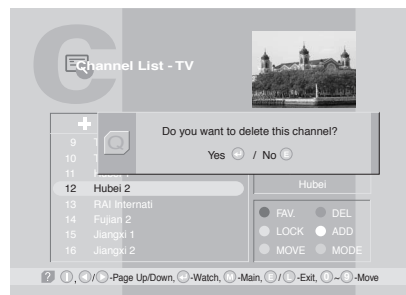 Channel List - TV
Do you want to delete this channel?
Yes / No E
9 T
10 T
11
12 Hubei 2
Hubei
13 RAI Internati
14 Fujian 2
15 Jiangxi 1
16 Jiangxi 2
FAV. DEL
LOCK ADD
MOVE MODE
? I, / -Page Up/Down, -Watch, M-Main, E/L-Exit, 0~9-Move